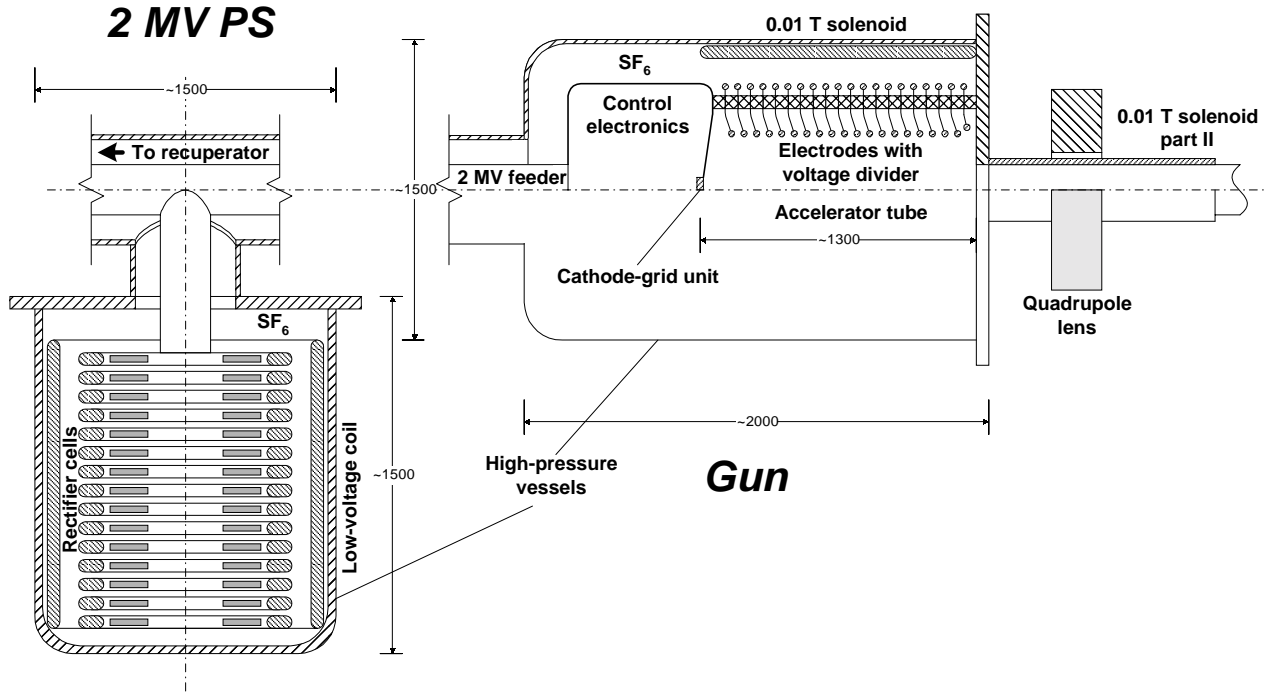 2 MV PS
~1500
To recuperator
SF6
Rectifier cells
Low-voltage coil
~1500
~1500
0.01 T solenoid
SF6
Control
electronics
2 MV feeder
Electrodes with
voltage divider
Accelerator tube
~1300
Cathode-grid unit
0.01 T solenoid
part II
Quadrupole
lens
~2000
High-pressure
vessels
Gun